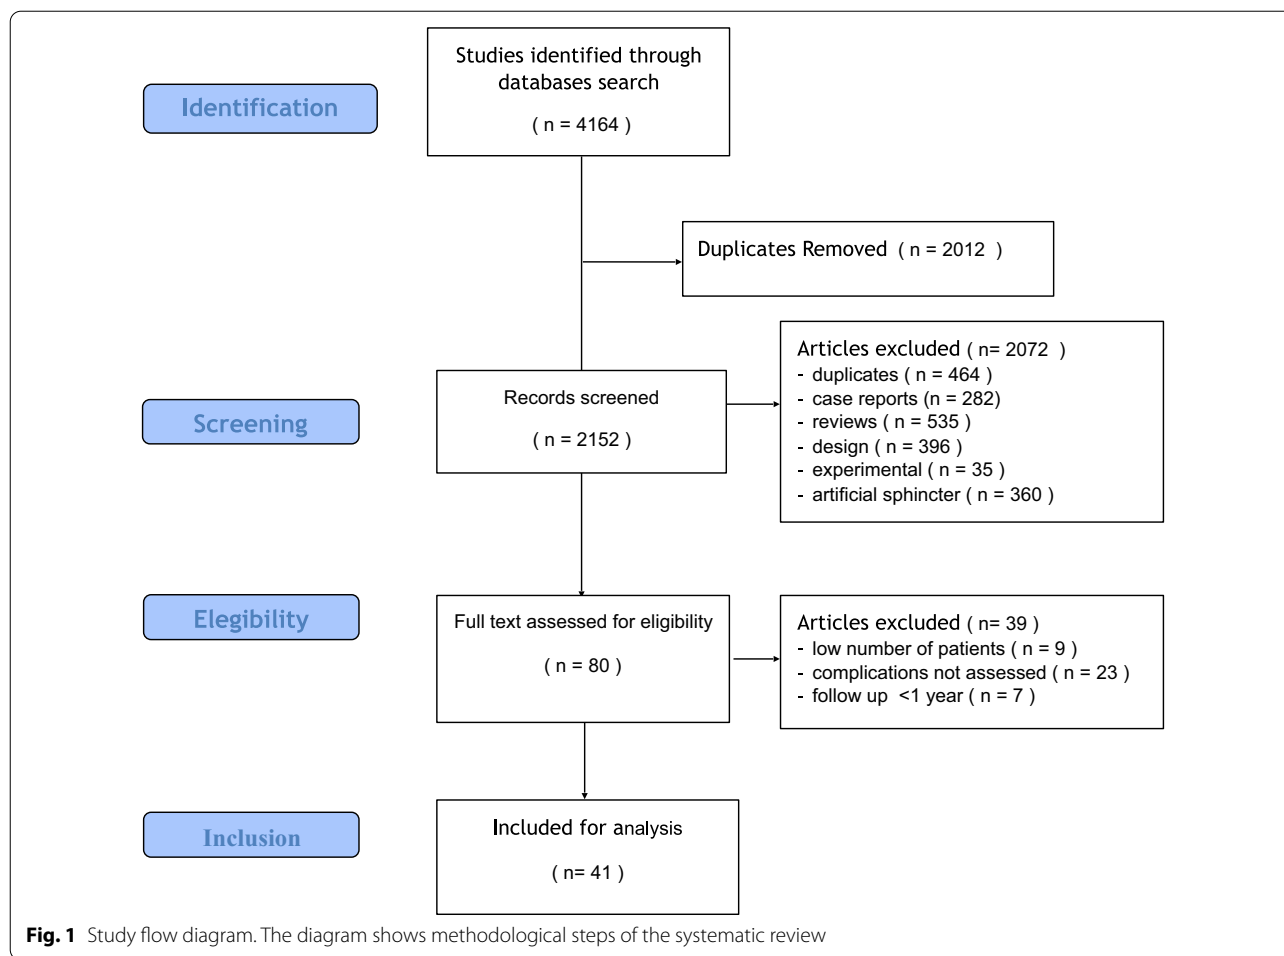 Studies identified through
databases search
( n = 4164 )
Identification
Duplicates Removed ( n = 2012 )
Articles excluded ( n= 2072 )
- duplicates ( n = 464 )
- case reports (n = 282)
- reviews ( n = 535 )
- design ( n = 396 )
- experimental ( n = 35 )
- artificial sphincter ( n = 360 )
Records screened
( n = 2152 )
Screening
Elegibility
Full text assessed for eligibility
( n = 80 )
Articles excluded ( n= 39 )
- low number of patients ( n = 9 )
- complications not assessed ( n = 23 )
- follow up <1 year ( n = 7 )
Included for analysis
( n= 41 )
Inclusion
Fig. 1 Study flow diagram. The diagram shows methodological steps of the systematic review